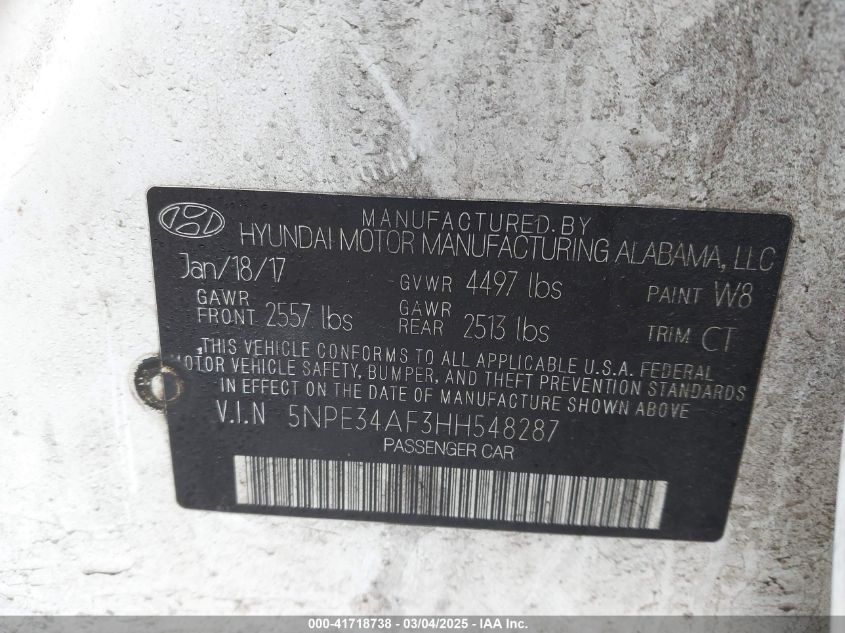 MANUFACTURED.BY
HYUNDAI MOTOR MANUFACTURING ALABAMA, LLC
Jan/18/17 GVWR 4497 lbs PAINT W8
GAWR FRONT 2557 lbs GAWR REAR 2513 lbs TRIM CT
THIS VEHICLE CONFORMS TO ALL APPLICABLE U.S.A. FEDERAL
MOTOR VEHICLE SAFETY, BUMPER, AND THEFT PREVENTION STANDARDS
IN EFFECT ON THE DATE OF MANUFACTURE SHOWN ABOVE
V.I.N 5NPE34AF3HH548287
PASSENGER CAR
000-41718738 - 03/04/2025 - IAA Inc.